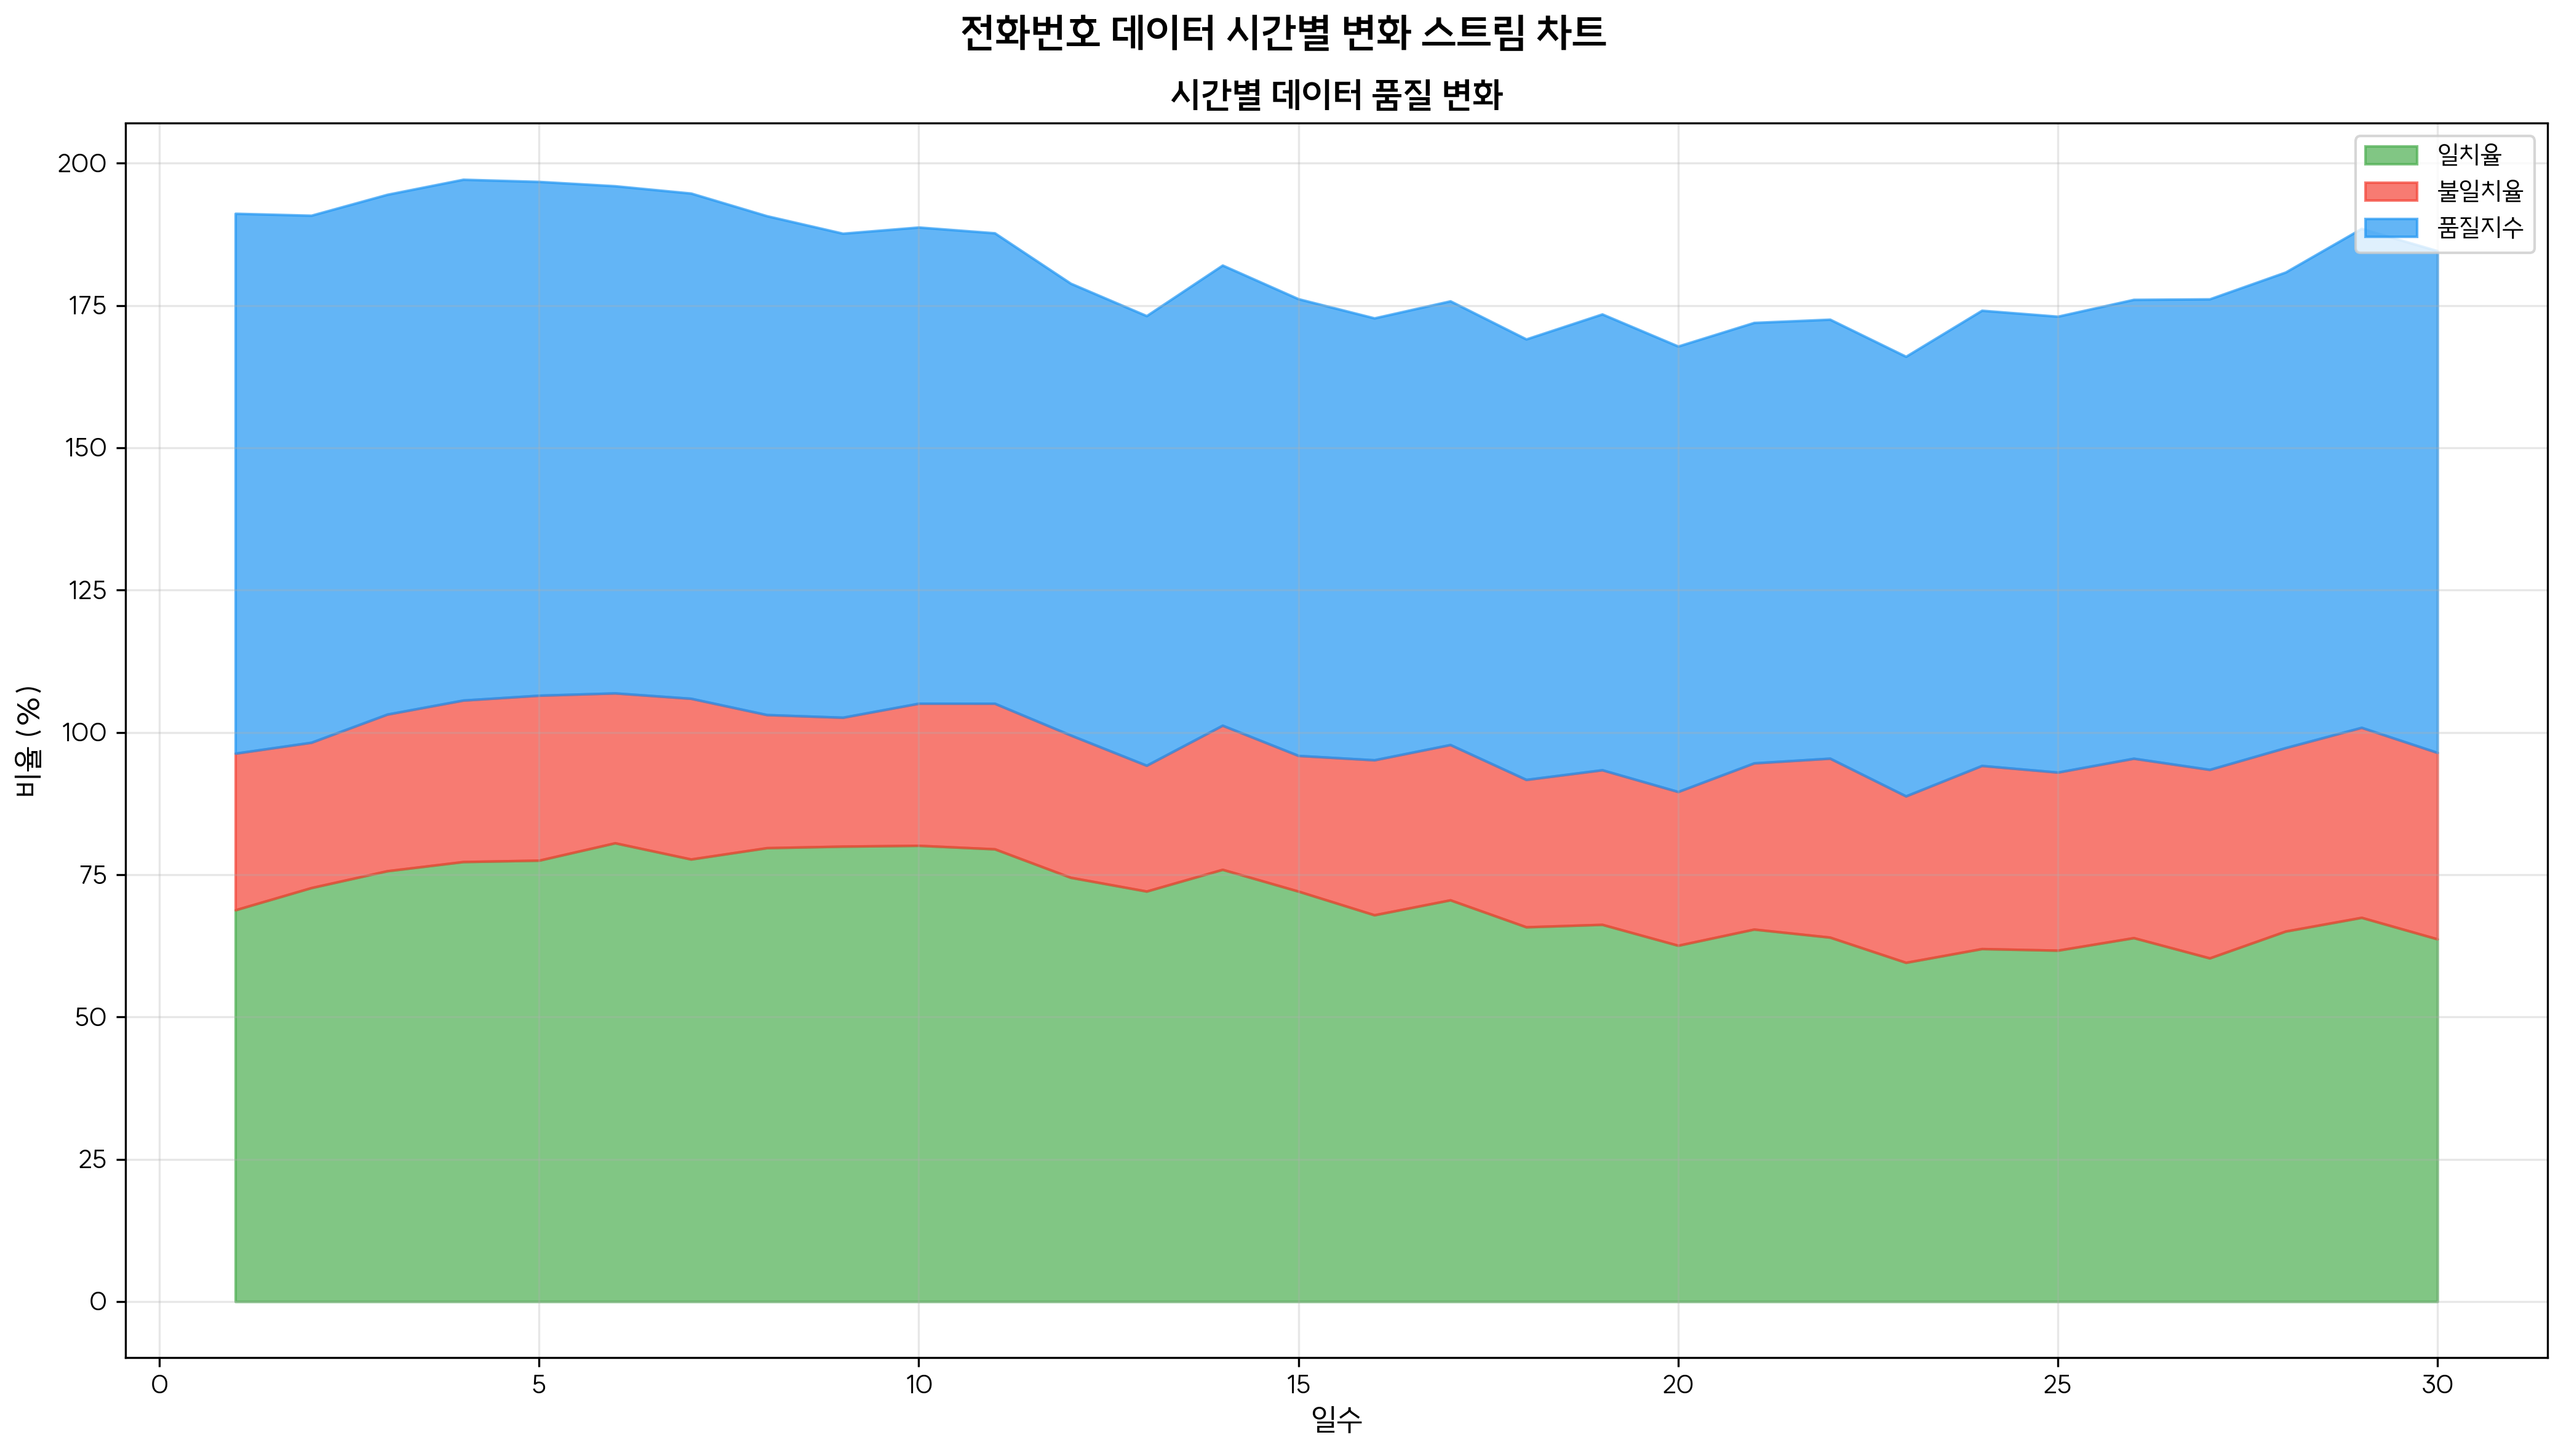 전화번호 데이터 시간별 변화 스트림 차트
시간별 데이터 품질 변화
일치율
불일치율
품질지수
비율 (%)
200
175
150
125
100
75
50
25
0
0 5 10 15 20 25 30
일수